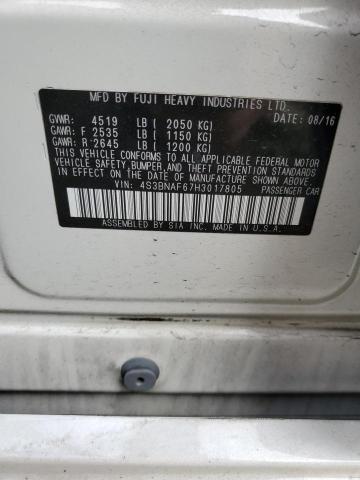 MFD BY FUJI HEAVY INDUSTRIES LTD.
GVWR: 4519 LB ( 2050 KG) DATE: 08/16
GAWR: F 2535 LB ( 1150 KG)
GAWR: R 2645 LB ( 1200 KG)
THIS VEHICLE CONFORMS TO ALL APPLICABLE FEDERAL MOTOR
VEHICLE SAFETY, BUMPER, AND THEFT PREVENTION STANDARDS
IN EFFECT ON THE DATE OF MANUFACTURE SHOWN ABOVE.
VIN: 4S3BNAF67H3017805 PASSENGER CAR
ASSEMBLED BY SIA INC. MADE IN U.S.A.